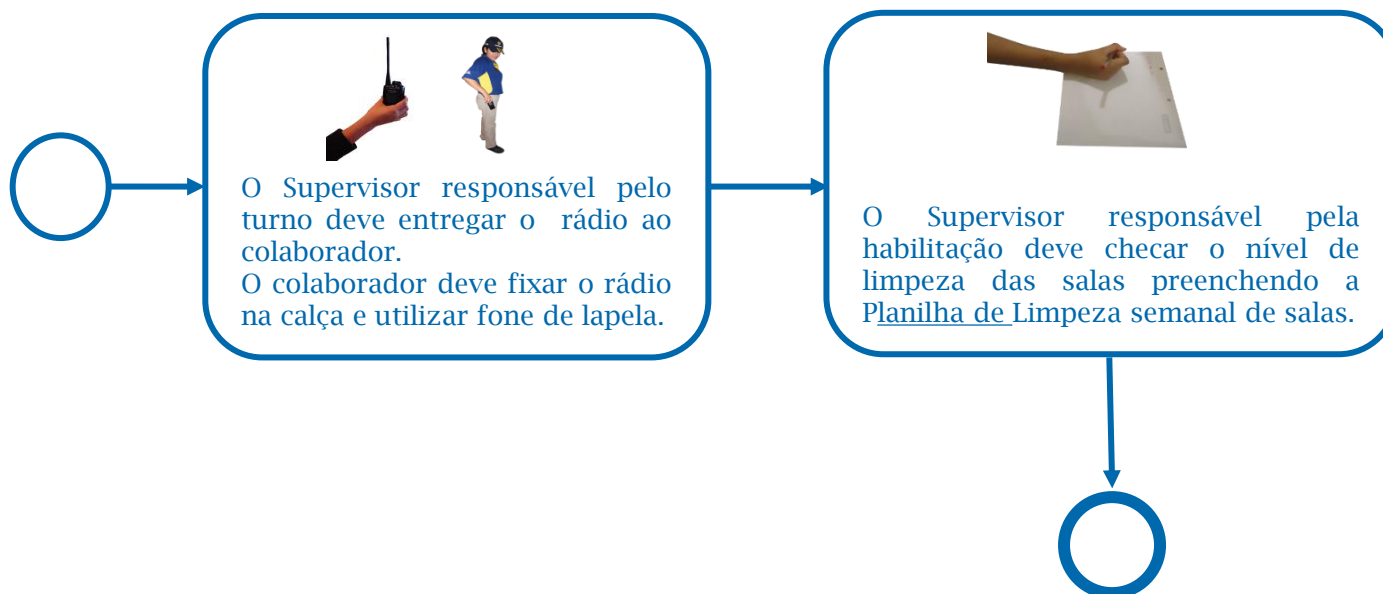 O Supervisor responsável pelo
turno deve entregar o rádio ao
colaborador.
O colaborador deve fixar o rádio
na calça e utilizar fone de lapela.
O Supervisor responsável pela
habilitação deve checar o nível de
limpeza das salas preenchendo a
Planilha de Limpeza semanal de salas.